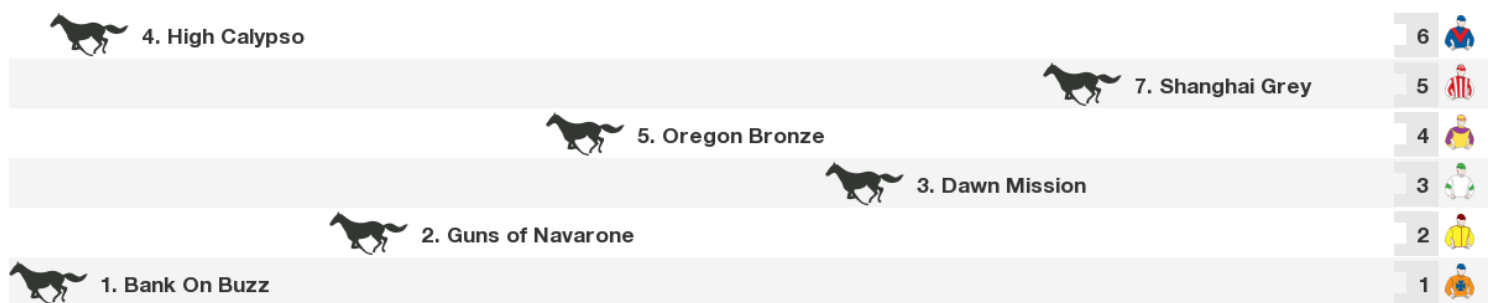 4. High Calypso 6
7. Shanghai Grey 5
5. Oregon Bronze 4
3. Dawn Mission 3
2. Guns of Navarone 2
1. Bank On Buzz 1